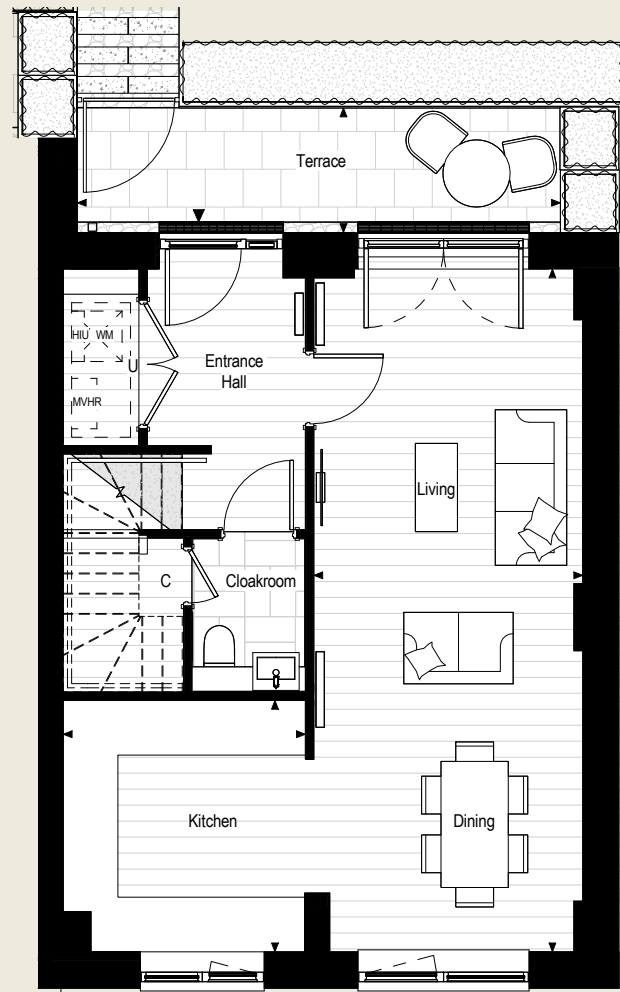 Terrace
HIU WM
U
MVHR
Entrance
Hall
Living
C
Cloakroom
Kitchen
Dining